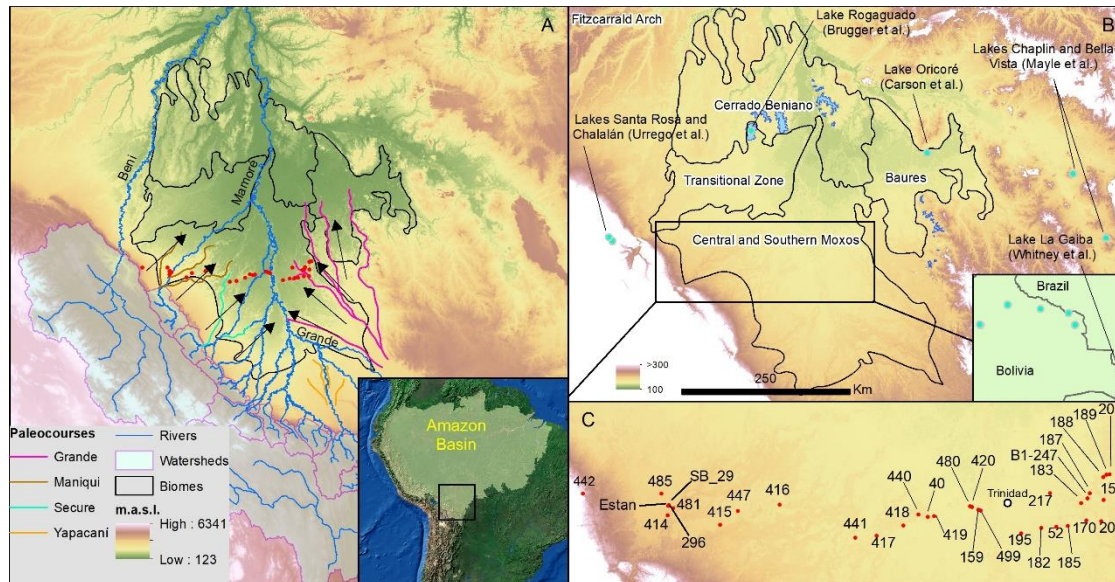 A
Beni
Mamore
Grande
Paleocourses
Grande
Maniqui
Secure
Yapacaní
Rivers
Watersheds
Biomes
m.a.s.l.
High : 6341
Low : 123
Amazon
Basin
B
Fitzcarrald Arch
Lake Rogaguado
(Brugger et al.)
Lakes Chaplin and Bella
Vista (Mayle et al.)
Lake Oricoré
(Carson et al.)
Cerrado Beniano
Lakes Santa Rosa and
Chalalán (Urrego et al.)
Transitional Zone
Baures
Central and Southern Moxos
Lake La Gaiba
(Whitney et al.)
Brazil
Bolivia
>300
100
250
Km
C
442
485
SB_29
Estan
481
414
296
447
415
416
440
40
480
420
441
418
417
419
159
499
Trinidad
217
B1-247
183
187
188
189
20
15
195
182
52
185
170
20